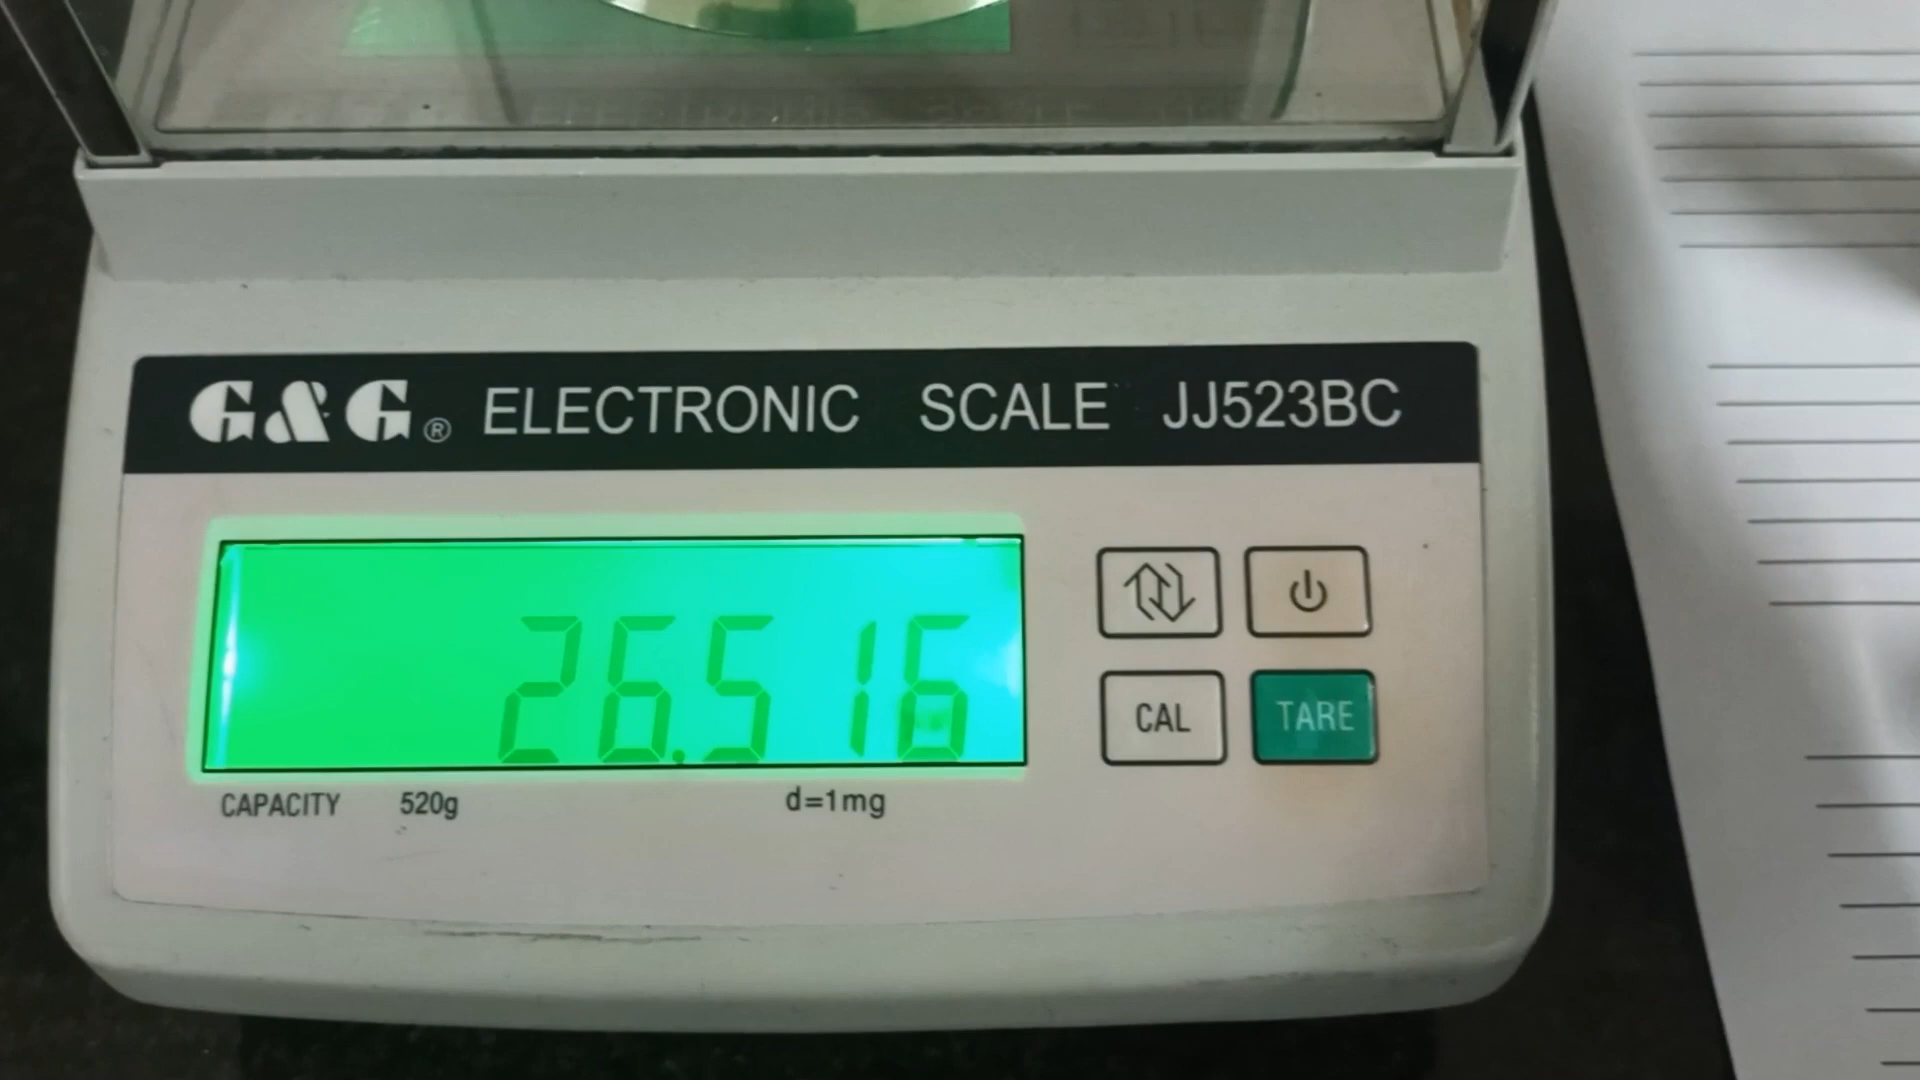 G&G® ELECTRONIC SCALE JJ523BC
26.516
CAL TARE
CAPACITY 520g d=1mg